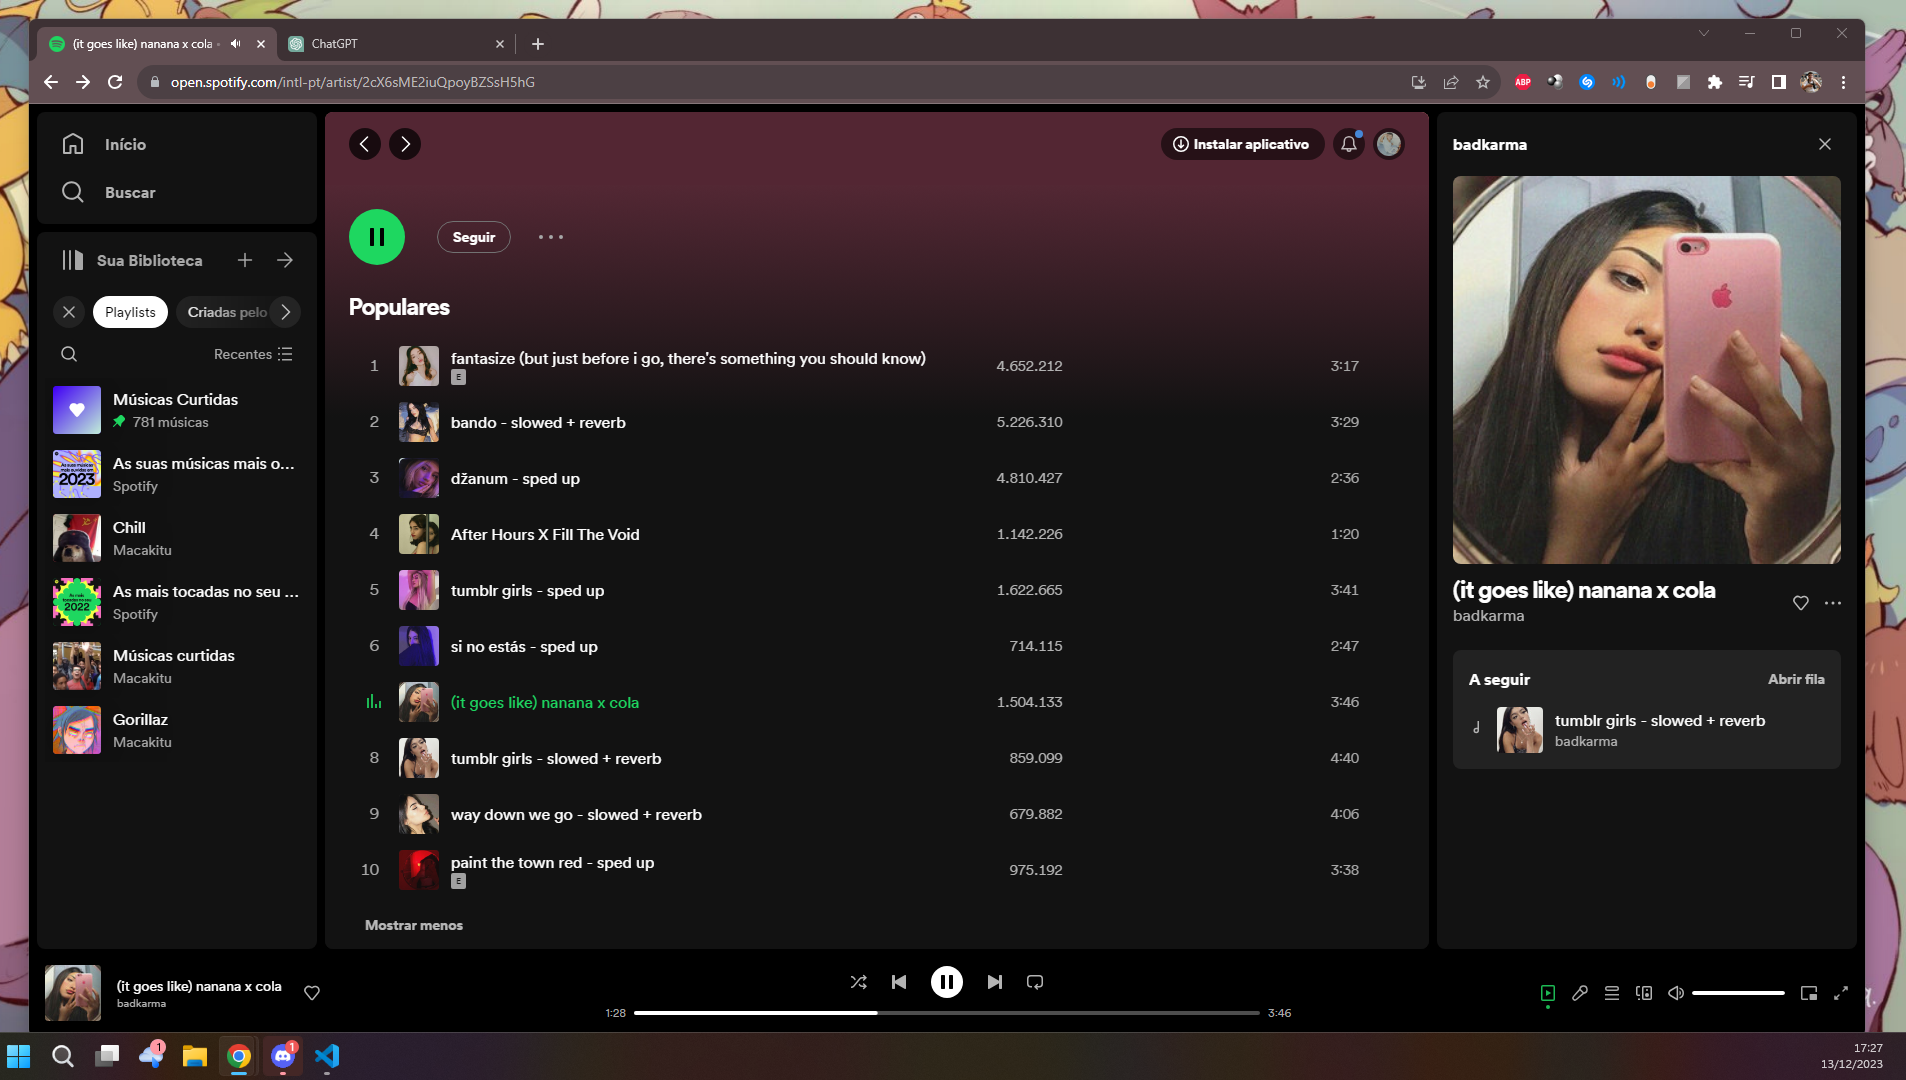 (it goes like) nanana x cola
ChatGPT
open.spotify.com/intl-pt/artist/2cX6sME2iuQpoyBZSsH5hG
ABP
Início
Buscar
Sua Biblioteca
Playlists
Criadas pelo
Recentes
Músicas Curtidas
781 músicas
As suas músicas mais o...
Spotify
2023
Chill
Macakitu
As mais tocadas no seu ...
Spotify
2022
Músicas curtidas
Macakitu
Gorillaz
Macakitu
Instalar aplicativo
Seguir
Populares
1 fantasize (but just before i go, there's something you should know) 4.652.212 3:17
E
2 bando - slowed + reverb 5.226.310 3:29
3 džanum - sped up 4.810.427 2:36
4 After Hours X Fill The Void 1.142.226 1:20
5 tumblr girls - sped up 1.622.665 3:41
6 si no estás - sped up 714.115 2:47
(it goes like) nanana x cola 1.504.133 3:46
8 tumblr girls - slowed + reverb 859.099 4:40
9 way down we go - slowed + reverb 679.882 4:06
10 paint the town red - sped up 975.192 3:38
E
Mostrar menos
badkarma
(it goes like) nanana x cola
badkarma
A seguir
Abrir fila
tumblr girls - slowed + reverb
badkarma
(it goes like) nanana x cola
badkarma
1:28
3:46
1
1
17:27
13/12/2023